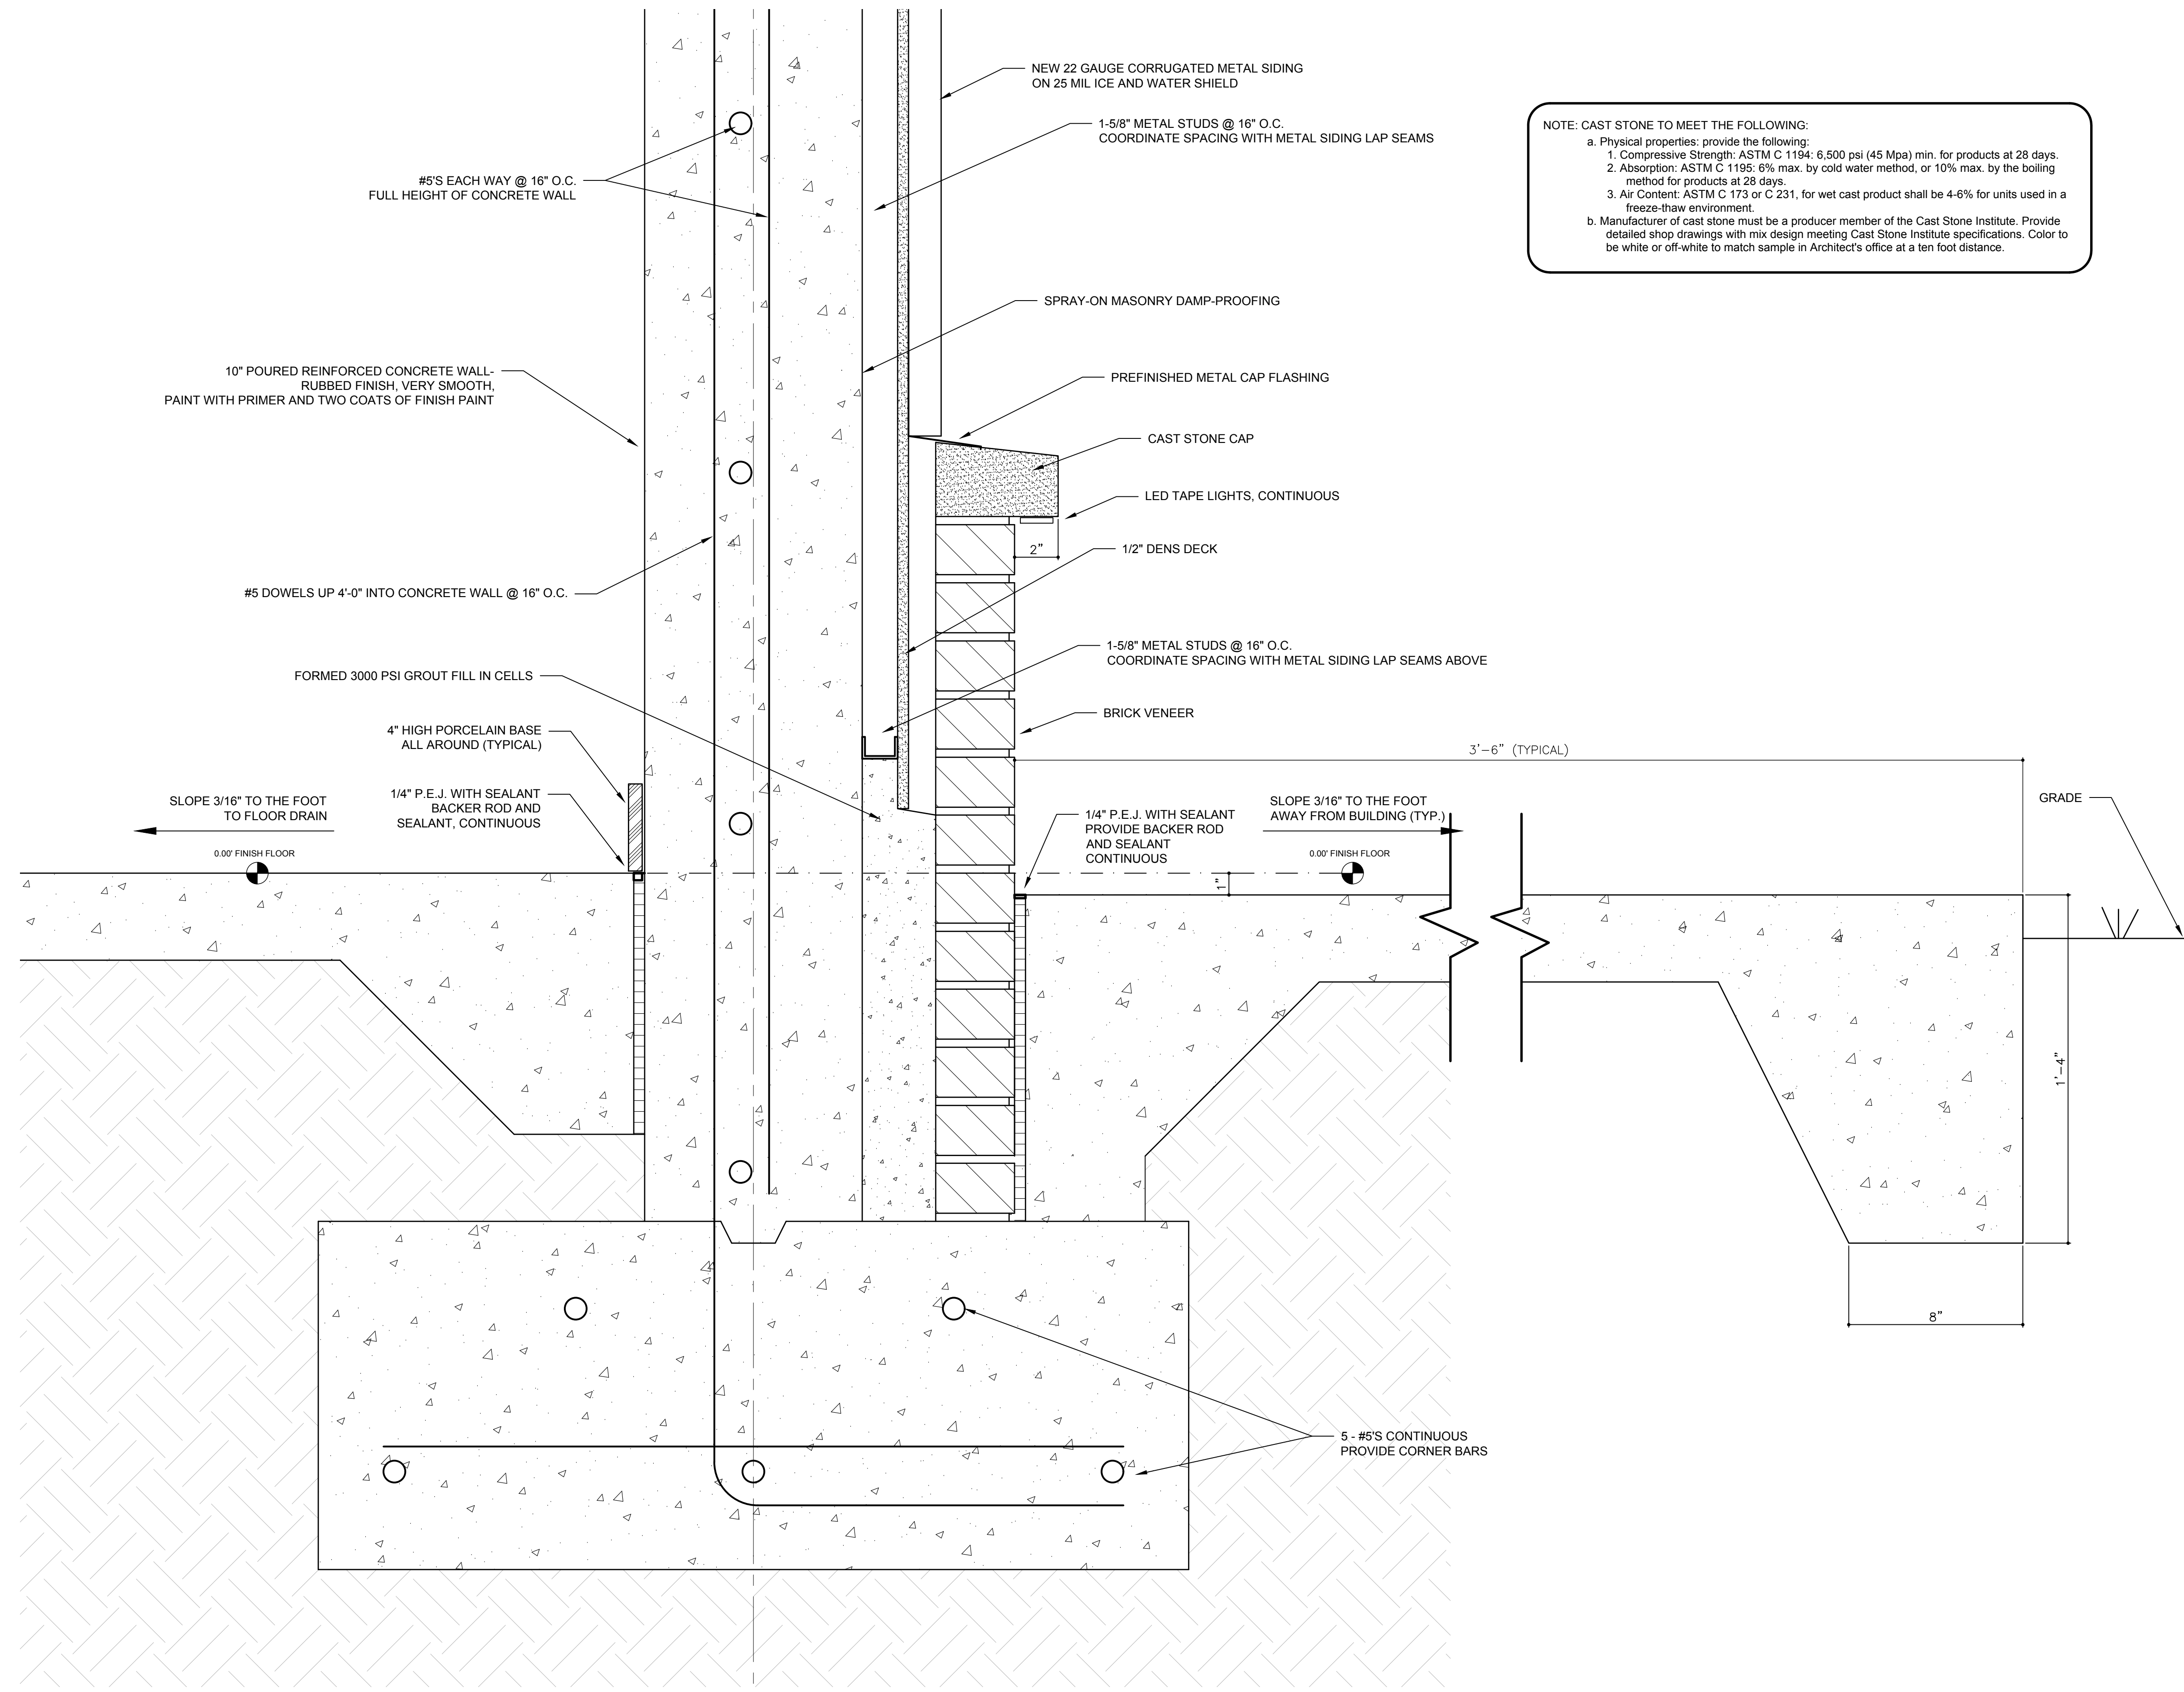 NEW 22 GAUGE CORRUGATED METAL SIDING
ON 25 MIL ICE AND WATER SHIELD
1-5/8" METAL STUDS @ 16" O.C.
COORDINATE SPACING WITH METAL SIDING LAP SEAMS
NOTE: CAST STONE TO MEET THE FOLLOWING:
a. Physical properties: provide the following:
1. Compressive Strength: ASTM C 1194: 6,500 psi (45 Mpa) min. for products at 28 days.
2. Absorption: ASTM C 1195: 6% max. by cold water method, or 10% max. by the boiling
method for products at 28 days.
3. Air Content: ASTM C 173 or C 231, for wet cast product shall be 4-6% for units used in a
freeze-thaw environment.
b. Manufacturer of cast stone must be a producer member of the Cast Stone Institute. Provide
detailed shop drawings with mix design meeting Cast Stone Institute specifications. Color to
be white or off-white to match sample in Architect's office at a ten foot distance.
#5'S EACH WAY @ 16" O.C.
FULL HEIGHT OF CONCRETE WALL
SPRAY-ON MASONRY DAMP-PROOFING
10" POURED REINFORCED CONCRETE WALL-
RUBBED FINISH, VERY SMOOTH,
PAINT WITH PRIMER AND TWO COATS OF FINISH PAINT
PREFINISHED METAL CAP FLASHING
CAST STONE CAP
LED TAPE LIGHTS, CONTINUOUS
2"
1/2" DENS DECK
#5 DOWELS UP 4'-0" INTO CONCRETE WALL @ 16" O.C.
1-5/8" METAL STUDS @ 16" O.C.
COORDINATE SPACING WITH METAL SIDING LAP SEAMS ABOVE
FORMED 3000 PSI GROUT FILL IN CELLS
BRICK VENEER
4" HIGH PORCELAIN BASE
ALL AROUND (TYPICAL)
3'-6" (TYPICAL)
SLOPE 3/16" TO THE FOOT
TO FLOOR DRAIN
1/4" P.E.J. WITH SEALANT
BACKER ROD AND
SEALANT, CONTINUOUS
1/4" P.E.J. WITH SEALANT
PROVIDE BACKER ROD
AND SEALANT
CONTINUOUS
SLOPE 3/16" TO THE FOOT
AWAY FROM BUILDING (TYP.)
GRADE
0.00' FINISH FLOOR
0.00' FINISH FLOOR
1"
1'-4"
8"
5 - #5'S CONTINUOUS
PROVIDE CORNER BARS